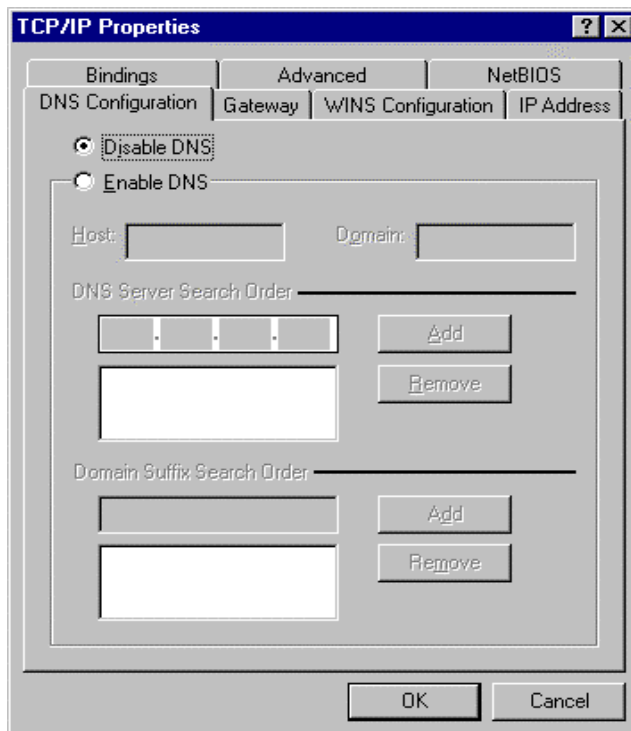 TCP/IP Properties
Bindings Advanced NetBIOS
DNS Configuration Gateway WINS Configuration IP Address
Disable DNS
Enable DNS
Host: Domain:
DNS Server Search Order
. . . Add
Remove
Domain Suffix Search Order
Add
Remove
OK Cancel